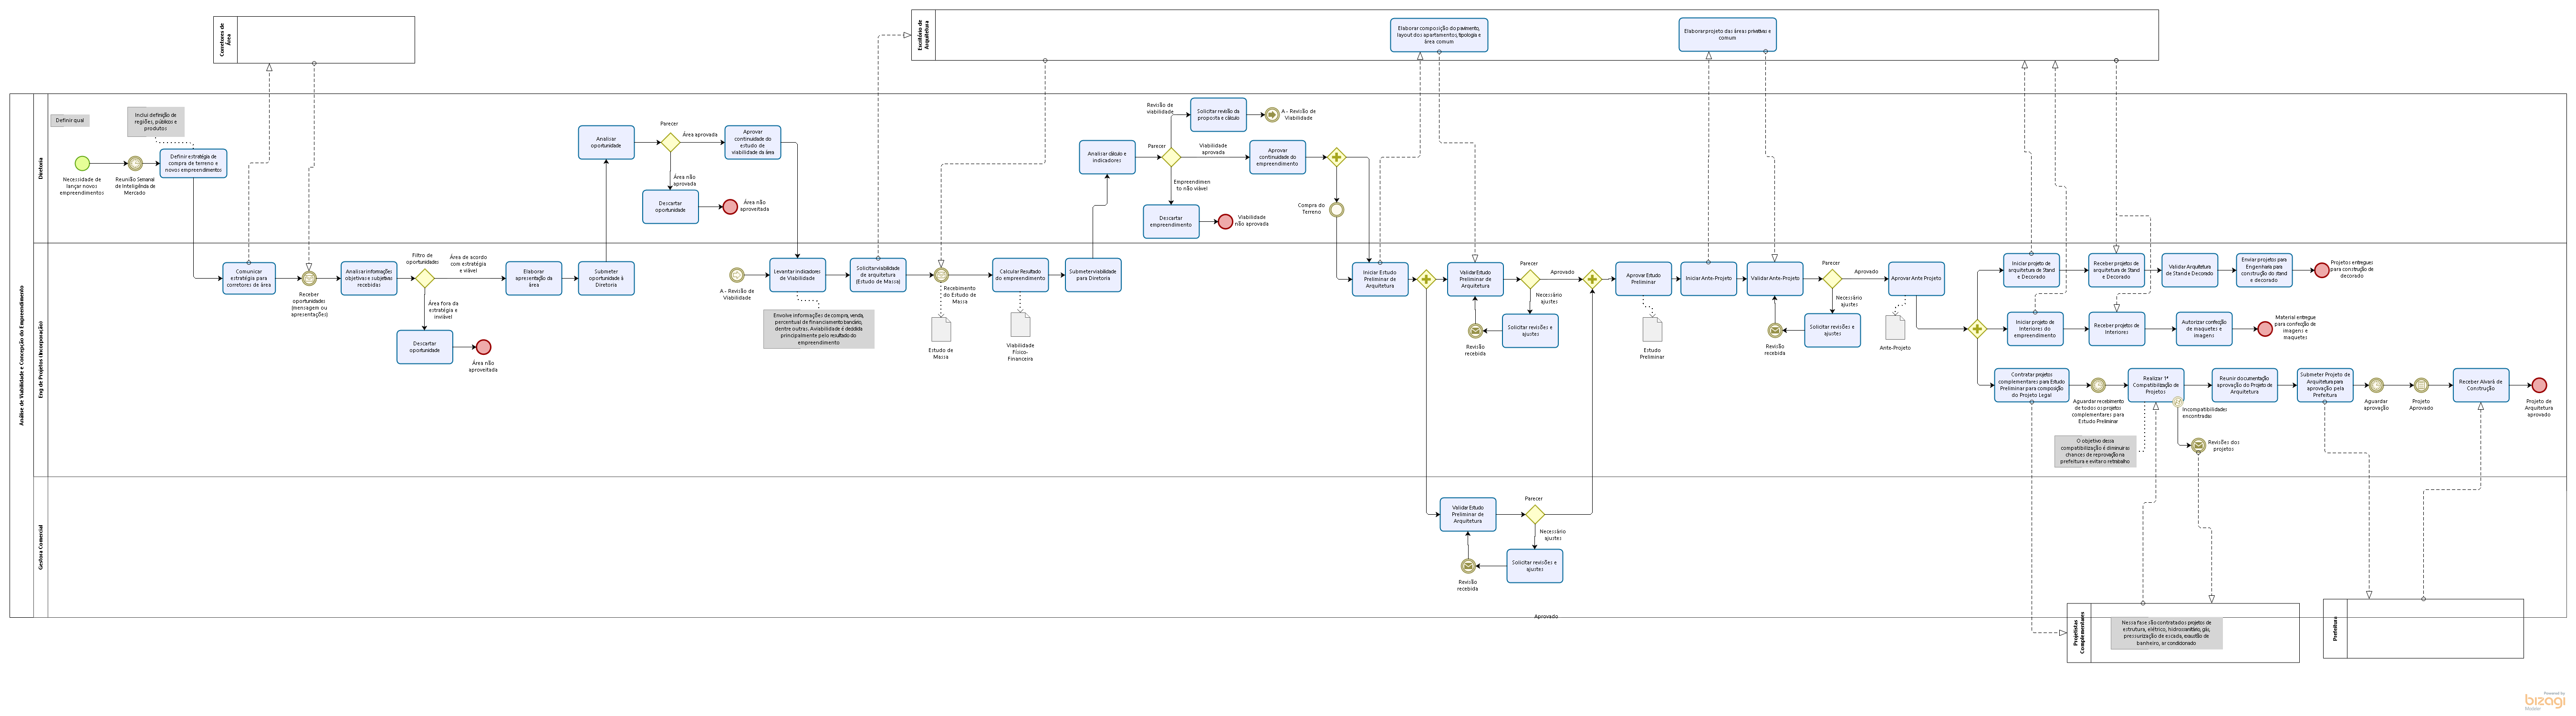 Corretores de
Área
Escritório de
Arquitetura
Elaborar composição do pavimento,
layout dos apartamentos, tipologia e
área comum
Elaborar projeto das áreas privativas e
comum
Análise de Viabilidade e Concepção do Empreendimento
Diretoria
Definir qual
Inclui definição de
regiões, públicos e
produtos
Necessidade de
lançar novos
empreendimentos
Reunião Semanal
de Inteligência de
Mercado
Definir estratégia de
compra de terreno e
novos empreendimentos
Analisar
oportunidade
Parecer
Área aprovada
Aprovar
continuidade do
estudo de
viabilidade da área
Área não
aprovada
Descartar
oportunidade
Área não
aproveitada
Analisar cálculo e
indicadores
Parecer
Revisão de
viabilidade
Solicitar revisão da
proposta e cálculo
A - Revisão de
Viabilidade
Viabilidade
aprovada
Aprovar
continuidade do
empreendimento
Empreendimen
to não viável
Descartar
empreendimento
Viabilidade
não aprovada
Compra do
Terreno
Eng de Projetos (Incorporação)
Comunicar
estratégia para
corretores de área
Receber
oportunidades
(mensagem ou
apresentações)
Analisar informações
objetivas e subjetivas
recebidas
Filtro de
oportunidades
Área de acordo
com estratégia
e viável
Área fora da
estratégia e
inviável
Descartar
oportunidade
Área não
aproveitada
Elaborar
apresentação da
área
Submeter
oportunidade à
Diretoria
A - Revisão de
Viabilidade
Levantar indicadores
de Viabilidade
Envolve informações de compra, venda,
percentual de financiamento bancário,
dentre outras. A viabilidade é decidida
principalmente pelo resultado do
empreendimento
Solicitar viabilidade
de arquitetura
(Estudo de Massa)
Recebimento
do Estudo de
Massa
Estudo de
Massa
Calcular Resultado
do empreendimento
Viabilidade
Físico-
Financeira
Submeter viabilidade
para Diretoria
Iniciar Estudo
Preliminar de
Arquitetura
Validar Estudo
Preliminar de
Arquitetura
Parecer
Aprovado
Necessário
ajustes
Solicitar revisões e
ajustes
Revisão
recebida
Aprovar Estudo
Preliminar
Estudo
Preliminar
Iniciar Ante-Projeto
Validar Ante-Projeto
Parecer
Aprovado
Necessário
ajustes
Solicitar revisões e
ajustes
Revisão
recebida
Aprovar Ante Projeto
Ante-Projeto
Iniciar projeto de
arquitetura de Stand
e Decorado
Receber projetos de
arquitetura de Stand
e Decorado
Validar Arquitetura
de Stand e Decorado
Enviar projetos para
Engenharia para
construção do stand
e decorado
Projetos entregues
para construção de
decorado
Iniciar projeto de
Interiores do
empreendimento
Receber projetos de
Interiores
Autorizar confecção
de maquetes e
imagens
Material entregue
para confecção de
imagens e
maquetes
Contratar projetos
complementares para Estudo
Preliminar para composição
do Projeto Legal
Aguardar recebimento
de todos os projetos
complementares para
Estudo Preliminar
Realizar 1ª
Compatibilização de
Projetos
Incompatibilidades
encontradas
Revisões dos
projetos
O objetivo dessa
compatibilização é diminuir as
chances de reprovação na
prefeitura e evitar o retrabalho
Reunir documentação
aprovação do Projeto de
Arquitetura
Submeter Projeto de
Arquitetura para
aprovação pela
Prefeitura
Aguardar
aprovação
Projeto
Aprovado
Receber Alvará de
Construção
Projeto de
Arquitetura
aprovado
Gestora Comercial
Validar Estudo
Preliminar de
Arquitetura
Parecer
Necessário
ajustes
Solicitar revisões e
ajustes
Revisão
recebida
Aprovado
Projetistas
Complementares
Nessa fase são contratados projetos de
estrutura, elétrico, hidrossanitário, gás,
pressurização de escada, exaustão de
banheiro, ar condicionado
Prefeitura
Powered by
bizagi
Modeler